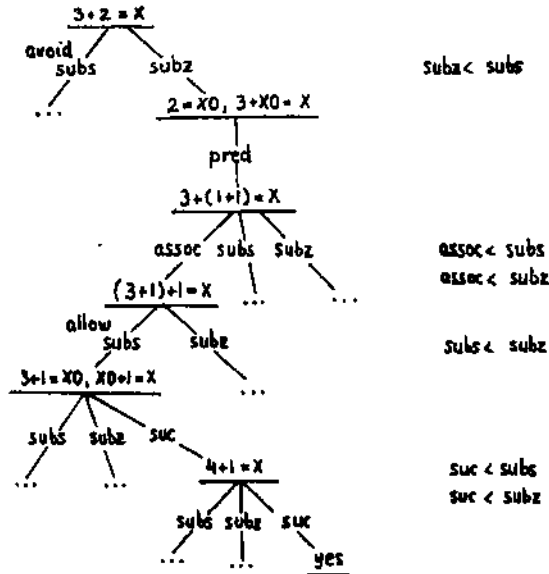 3+2=X
avoid
subs subz subz< subs
...
2=X0, 3+X0=X
pred
3+(1+1)=X
assoc subs subz assoc< subs
... ... assoc< subz
(3+1)+1=X
allow
subs subz subs< subz
...
3+1=X0, X0+1=X
subs subz suc
... ...
4+1=X suc < subs
suc < subz
subs subz suc
... ... yes